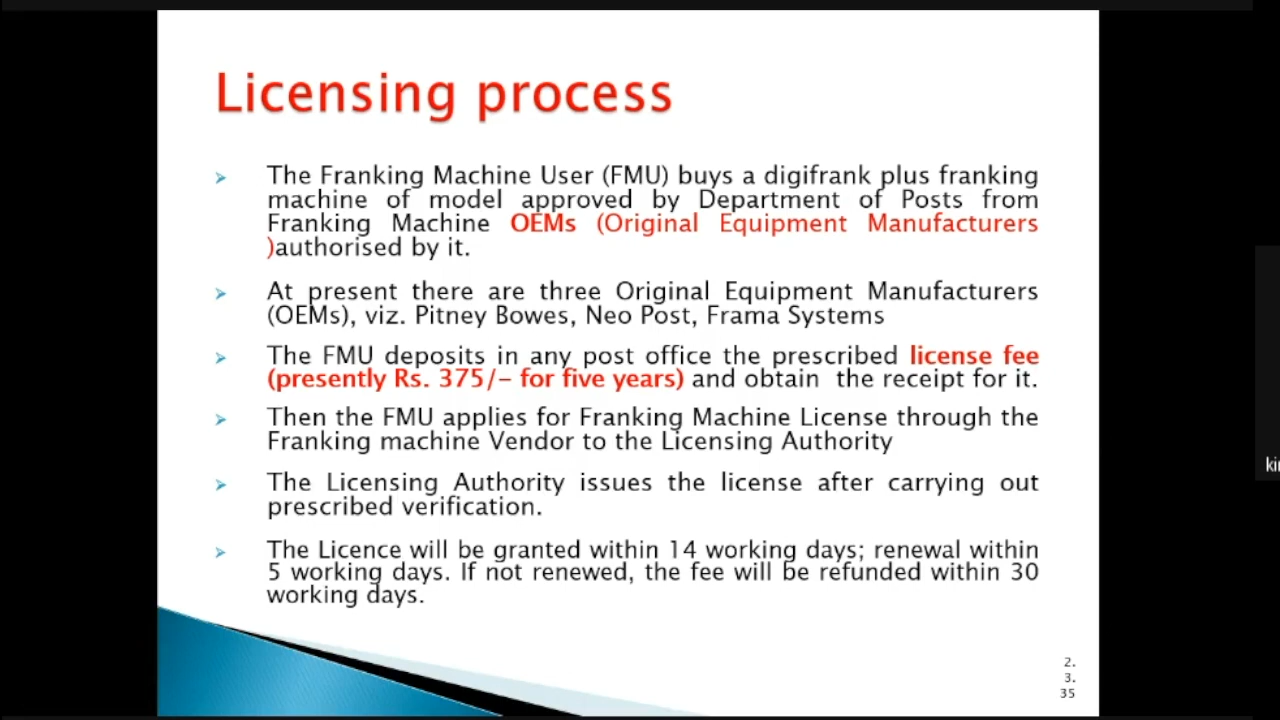 Licensing process
The Franking Machine User (FMU) buys a digifrank plus franking
machine of model approved by Department of Posts from
Franking Machine OEMs (Original Equipment Manufacturers
)authorised by it.
At present there are three Original Equipment Manufacturers
(OEMs), viz. Pitney Bowes, Neo Post, Frama Systems
The FMU deposits in any post office the prescribed license fee
(presently Rs. 375/- for five years) and obtain the receipt for it.
Then the FMU applies for Franking Machine License through the
Franking machine Vendor to the Licensing Authority
The Licensing Authority issues the license after carrying out
prescribed verification.
The Licence will be granted within 14 working days; renewal within
5 working days. If not renewed, the fee will be refunded within 30
working days.
2.
3.
35